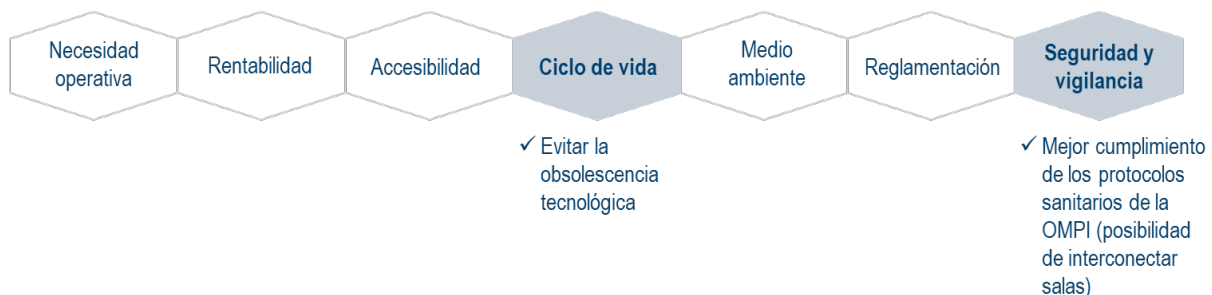 Necesidad
operativa
Rentabilidad
Accesibilidad
Ciclo de vida
Medio
ambiente
Reglamentación
Seguridad y
vigilancia
✓ Evitar la
obsolescencia
tecnológica
✓ Mejor cumplimiento
de los protocolos
sanitarios de la
OMPI (posibilidad
de interconectar
salas)